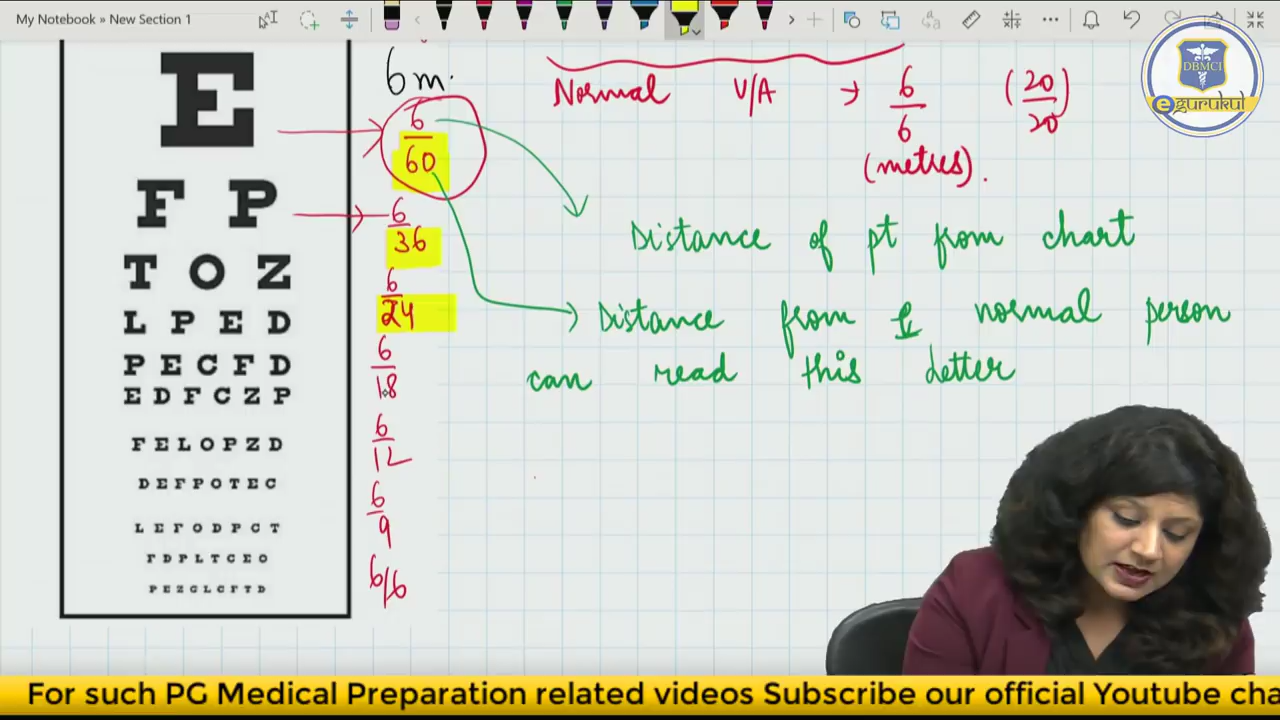 My Notebook » New Section 1
DBMCI
eGurukul
6m.
Normal V/A → 6/6 (20/20)
(metres).
E
6/60
F P
6/36
Distance of pt from chart
T O Z
6/24
Distance from normal person
can read this letter
L P E D
P E C F D
6/18
E D F C Z P
F E L O P Z D
6/12
D E F P O T E C
6/9
L E F O D P C T
F D P L T C E O
6/6
P E Z G L C F T D
For such PG Medical Preparation related videos Subscribe our official Youtube cha